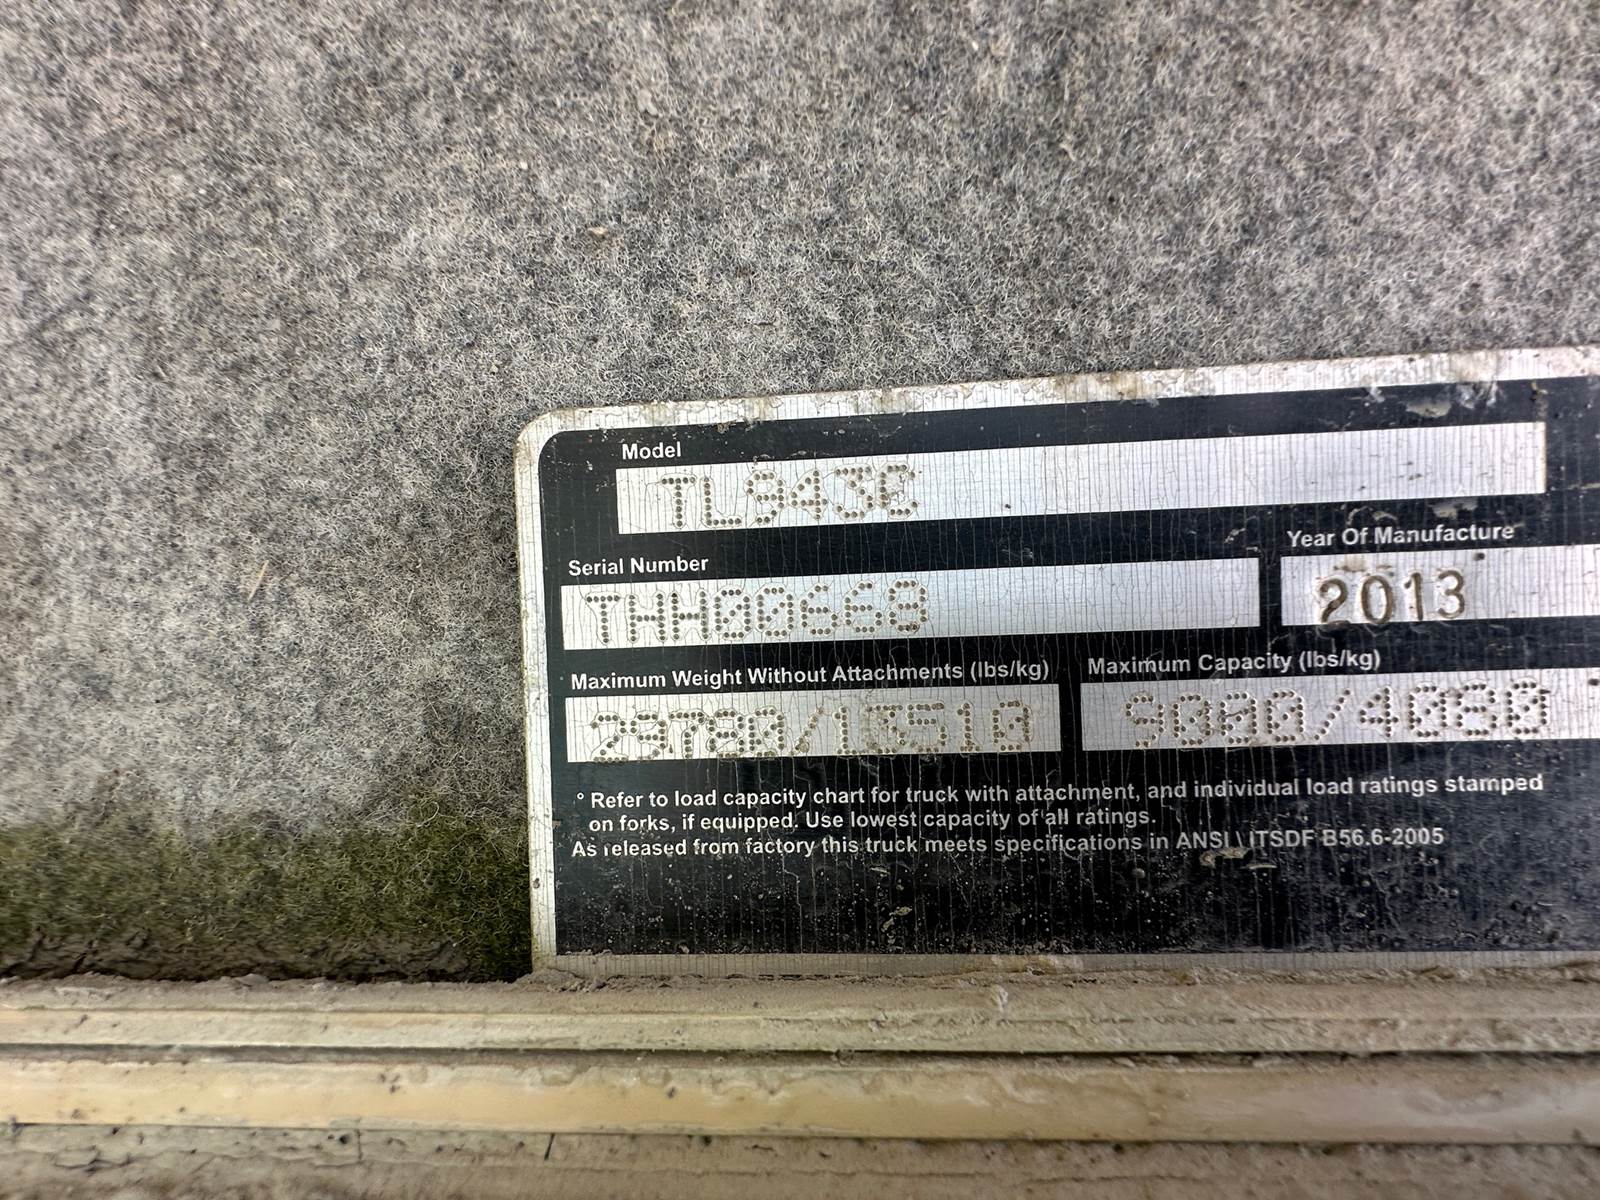 Model
TL943C
Serial Number
THH00668
Year Of Manufacture
2013
Maximum Weight Without Attachments (lbs/kg)
29780/13510
Maximum Capacity (lbs/kg)
9000/4080
° Refer to load capacity chart for truck with attachment, and individual load ratings stamped
on forks, if equipped. Use lowest capacity of all ratings.
As released from factory this truck meets specifications in ANSI \ ITSDF B56.6-2005